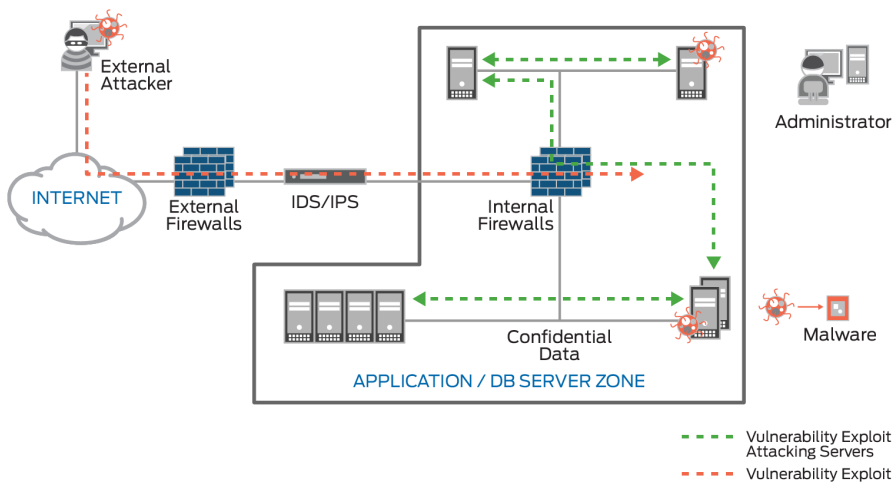 External
Attacker
Administrator
INTERNET
External
Firewalls
IDS/IPS
Internal
Firewalls
Confidential
Data
Malware
APPLICATION / DB SERVER ZONE
Vulnerability Exploit
Attacking Servers
Vulnerability Exploit